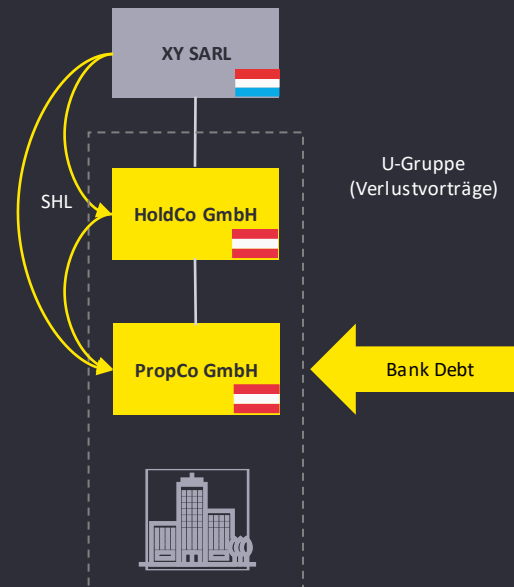 XY SARL
U-Gruppe
(Verlustvorträge)
SHL
HoldCo GmbH
PropCo GmbH
Bank Debt